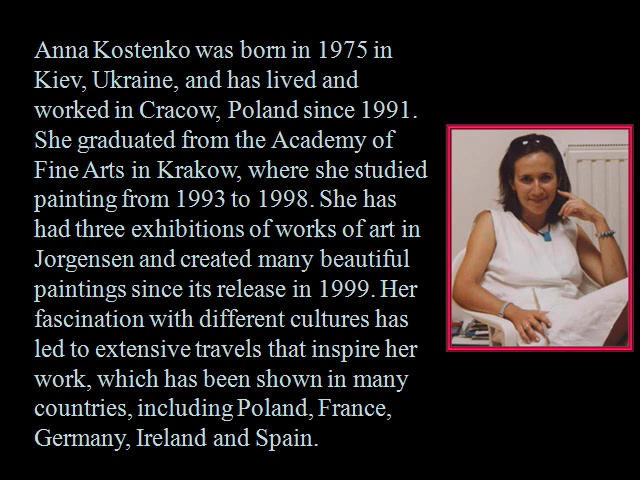 Anna Kostenko was born in 1975 in
Kiev, Ukraine, and has lived and
worked in Cracow, Poland since 1991.
She graduated from the Academy of
Fine Arts in Krakow, where she studied
painting from 1993 to 1998. She has
had three exhibitions of works of art in
Jorgensen and created many beautiful
paintings since its release in 1999. Her
fascination with different cultures has
led to extensive travels that inspire her
work, which has been shown in many
countries, including Poland, France,
Germany, Ireland and Spain.